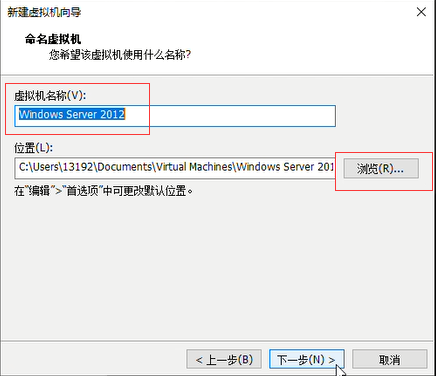 新建虚拟机向导
命名虚拟机
您希望该虚拟机使用什么名称?
虚拟机名称(V):
Windows Server 2012
位置(L):
C:\Users\13192\Documents\Virtual Machines\Windows Server 201
浏览(R)...
在“编辑”>“首选项”中可更改默认位置。
< 上一步(B)
下一步(N) >
取消